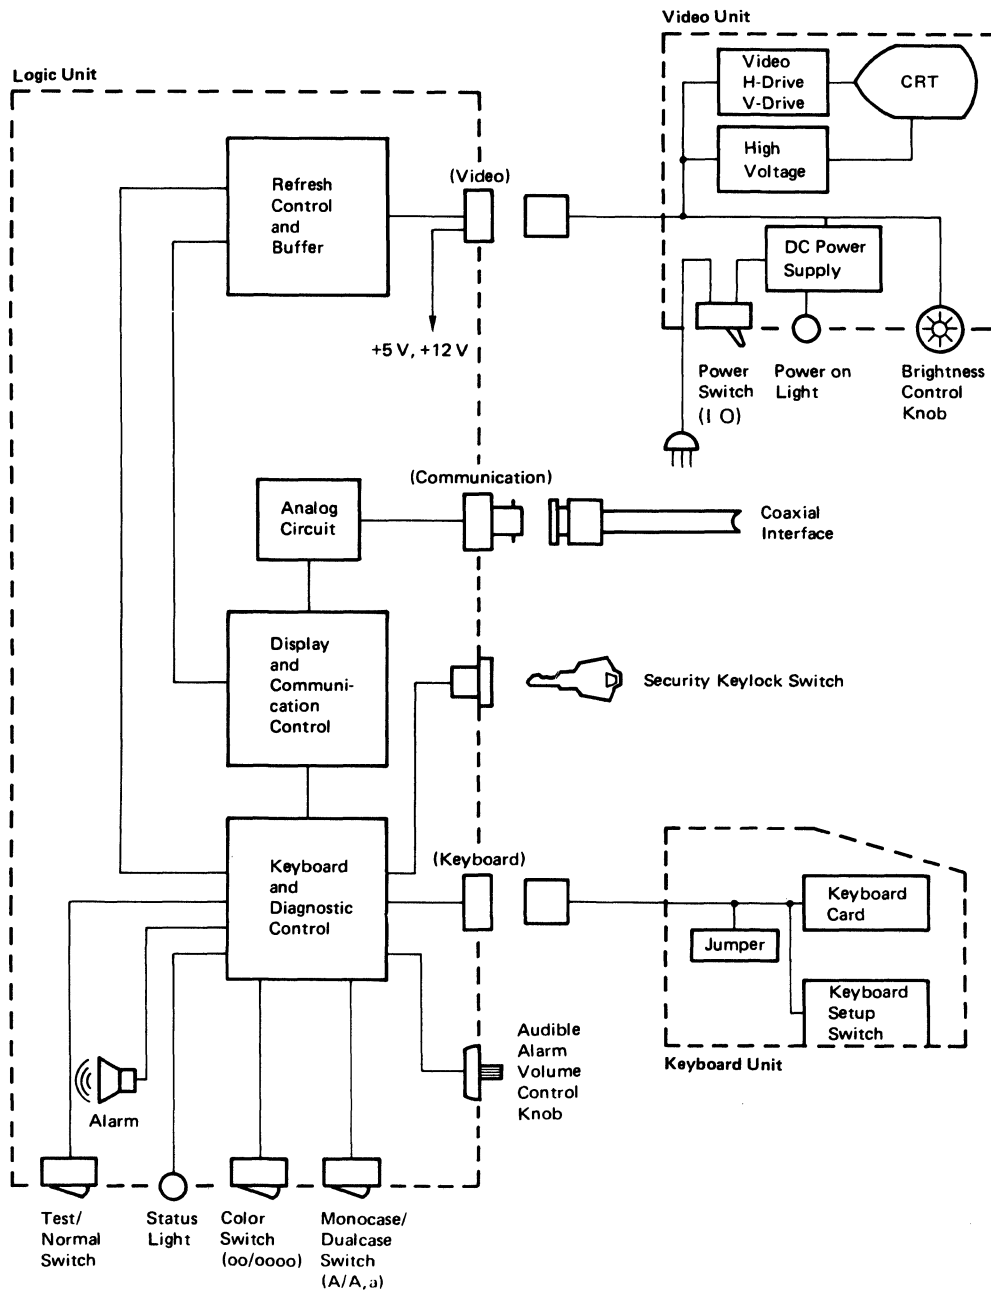 Video Unit
Logic Unit
Video
H-Drive
V-Drive
CRT
High
Voltage
Refresh
Control
and
Buffer
(Video)
DC Power
Supply
+5 V, +12 V
Power
Switch
(I O)
Power on
Light
Brightness
Control
Knob
(Communication)
Analog
Circuit
Coaxial
Interface
Display
and
Communi-
cation
Control
Security Keylock Switch
Keyboard
and
Diagnostic
Control
(Keyboard)
Keyboard
Card
Jumper
Keyboard
Setup
Switch
Keyboard Unit
Audible
Alarm
Volume
Control
Knob
Alarm
Test/
Normal
Switch
Status
Light
Color
Switch
(oo/oooo)
Monocase/
Dualcase
Switch
(A/A,a)